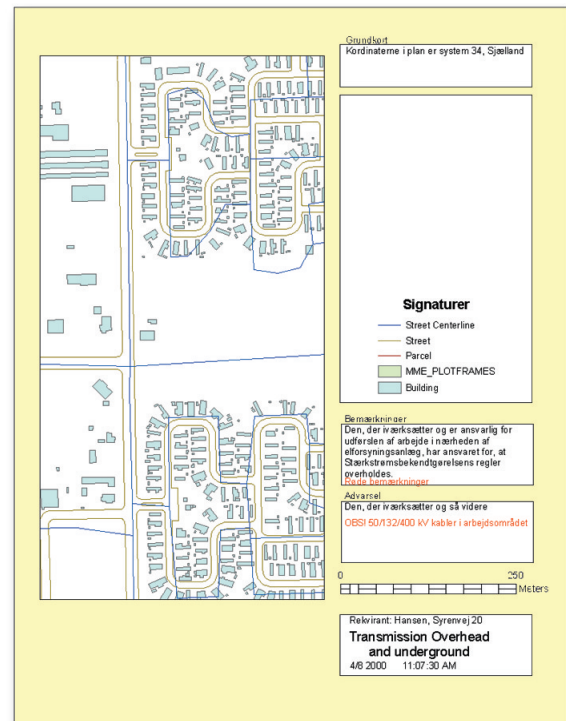 Grundkort
Kordinaterne i plan er system 34, Sjælland
Signaturer
Street Centerline
Street
Parcel
MME_PLOTFRAMES
Building
Bemærkninger
Den, der iværksætter og er ansvarlig for
udførslen af arbejde i nærheden af
elforsyningsanlæg, har ansvaret for, at
Stærkstrømsbekendtgørelsens regler
overholdes.
Røde bemærkninger
Advarsel
Den, der iværksætter og så videre
OBS! 50/132/400 kV kabler i arbejdsområdet
0 250
Meters
Rekvirant: Hansen, Syrenvej 20
Transmission Overhead
and underground
4/8 2000 11:07:30 AM